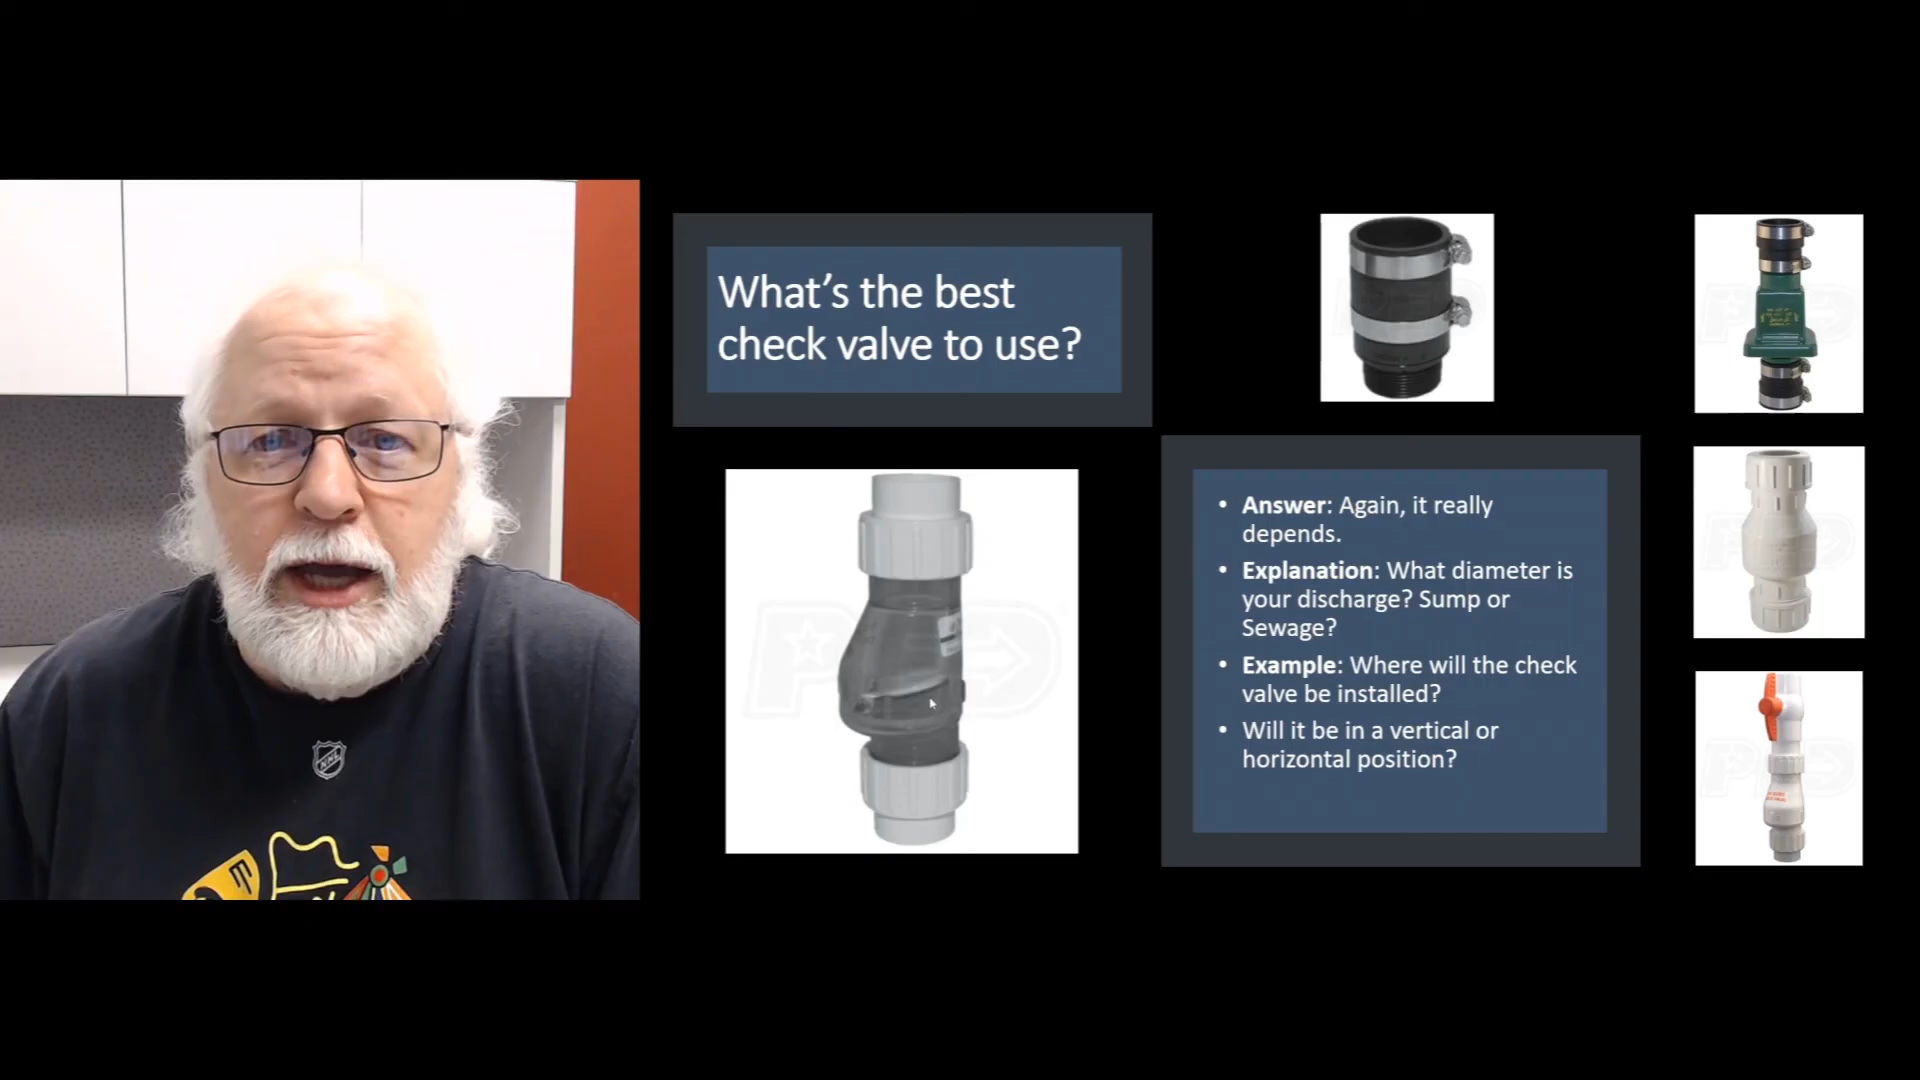 What's the best
check valve to use?
• Answer: Again, it really
depends.
• Explanation: What diameter is
your discharge? Sump or
Sewage?
• Example: Where will the check
valve be installed?
• Will it be in a vertical or
horizontal position?
NHL